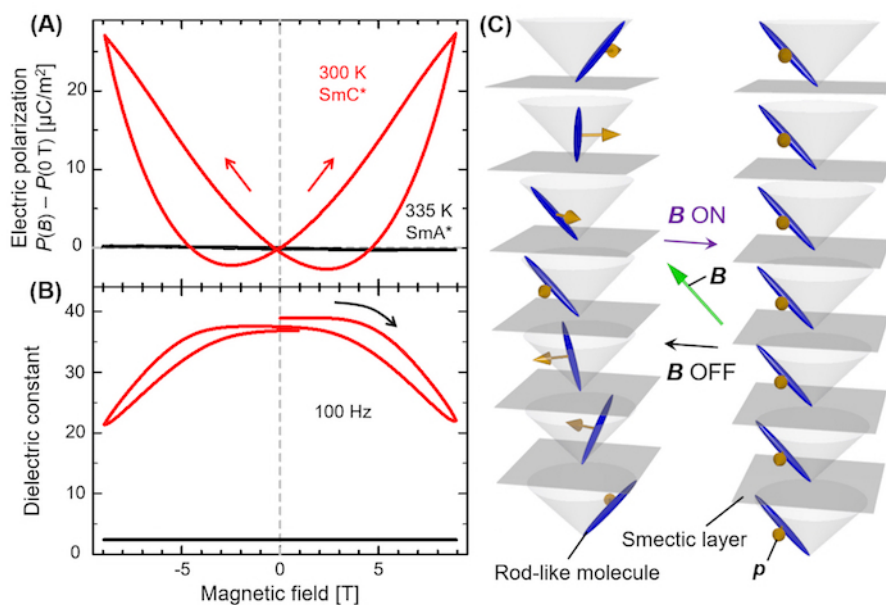 (A)
Electric polarization
P(B) − P(0 T) [μC/m²]
20
10
0
300 K
SmC*
335 K
SmA*
(B)
Dielectric constant
40
30
20
10
0
100 Hz
-5
0
5
Magnetic field [T]
(C)
B ON
B
B OFF
Smectic layer
Rod-like molecule
p